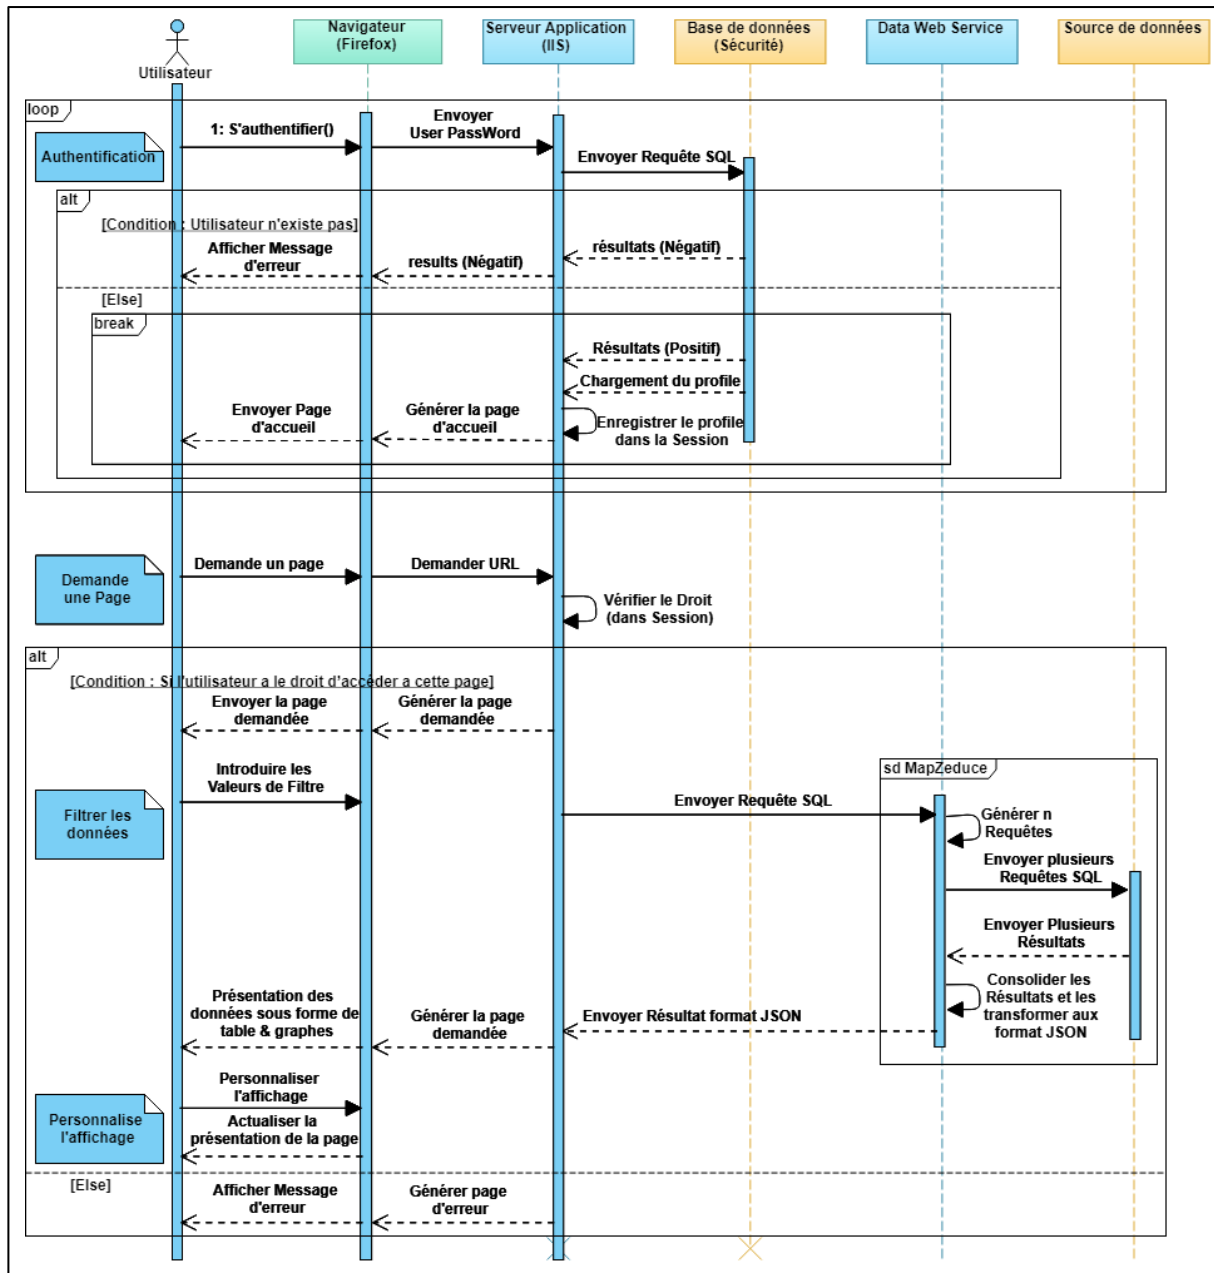 Utilisateur
Navigateur
(Firefox)
Serveur Application
(IIS)
Base de données
(Sécurité)
Data Web Service
Source de données
loop
Authentification
1: S'authentifier()
Envoyer
User PassWord
Envoyer Requête SQL
alt
[Condition : Utilisateur n'existe pas]
Afficher Message
d'erreur
results (Négatif)
résultats (Négatif)
[Else]
break
Résultats (Positif)
Chargement du profile
Enregistrer le profile
dans la Session
Envoyer Page
d'accueil
Générer la page
d'accueil
Demande
une Page
Demande un page
Demander URL
Vérifier le Droit
(dans Session)
alt
[Condition : Si l'utilisateur a le droit d'accéder a cette page]
Envoyer la page
demandée
Générer la page
demandée
Filtrer les
données
Introduire les
Valeurs de Filtre
Envoyer Requête SQL
sd MapZeduce
Générer n
Requêtes
Envoyer plusieurs
Requêtes SQL
Envoyer Plusieurs
Résultats
Consolider les
Résultats et les
transformer aux
format JSON
Envoyer Résultat format JSON
Présentation des
données sous forme de
table & graphes
Générer la page
demandée
Personnalise
l'affichage
Personnaliser
l'affichage
Actualiser la
présentation de la page
[Else]
Afficher Message
d'erreur
Générer page
d'erreur